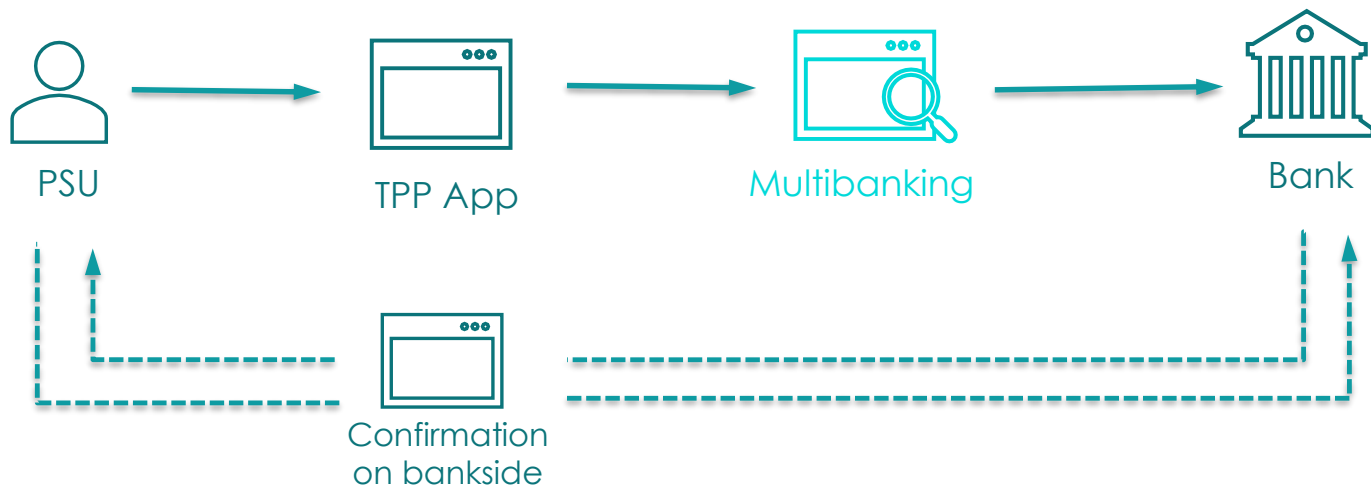 PSU
TPP App
Multibanking
Bank
Confirmation
on bankside